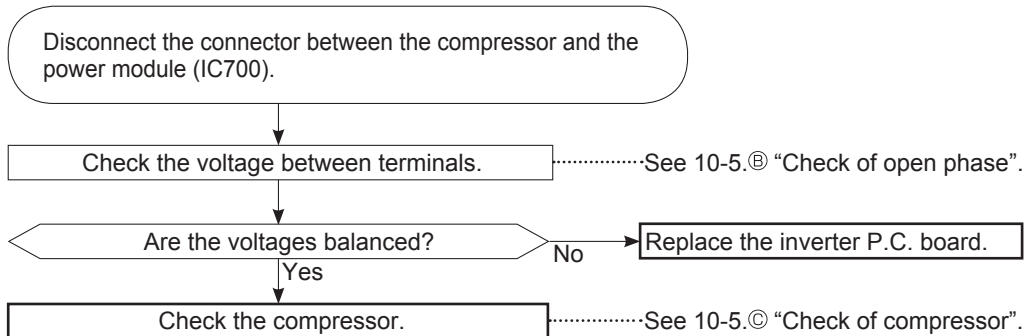 Disconnect the connector between the compressor and the
power module (IC700).
Check the voltage between terminals.
See 10-5.Ⓑ “Check of open phase”.
Are the voltages balanced?
No
Replace the inverter P.C. board.
Yes
Check the compressor.
See 10-5.Ⓒ “Check of compressor”.